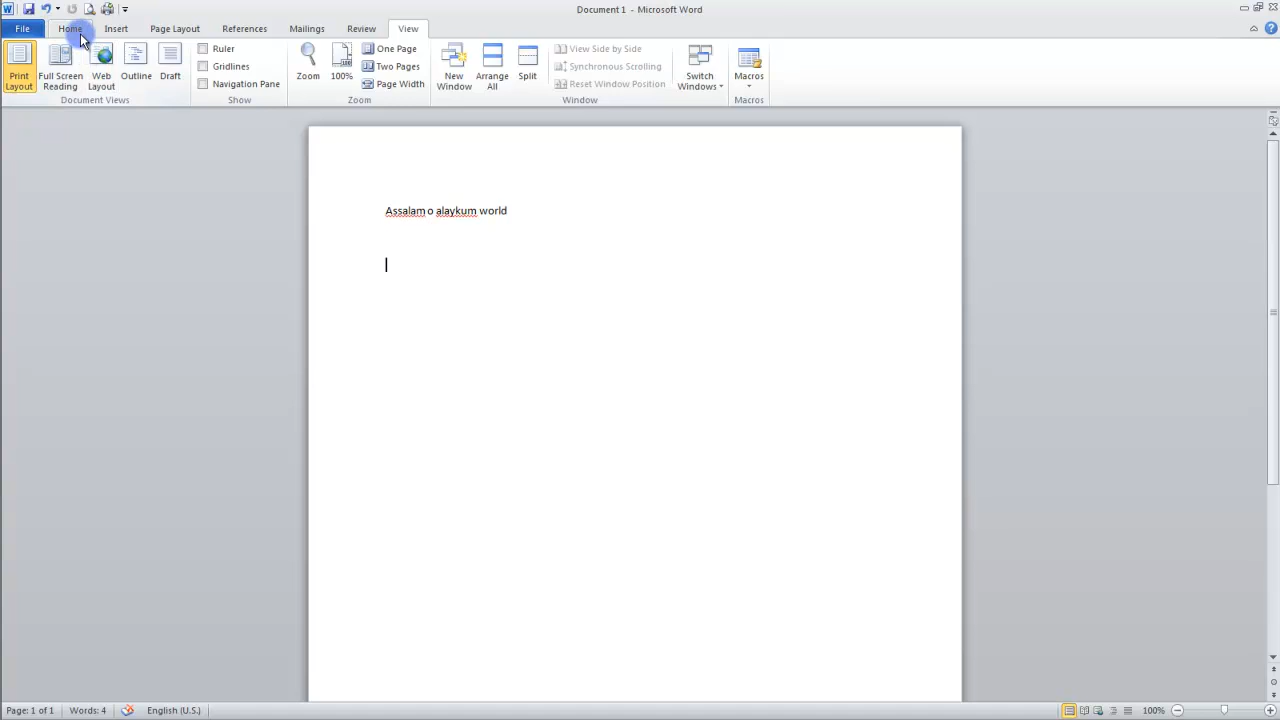 Document 1 - Microsoft Word
File Home Insert Page Layout References Mailings Review View
Print Layout
Full Screen Reading
Web Layout
Outline
Draft
Document Views
Ruler
Gridlines
Navigation Pane
Show
Zoom
100%
One Page
Two Pages
Page Width
Zoom
New Window
Arrange All
Split
View Side by Side
Synchronous Scrolling
Reset Window Position
Window
Switch Windows
Macros
Macros
Assalam o alaykum world
Page: 1 of 1 Words: 4 English (U.S.) 100%